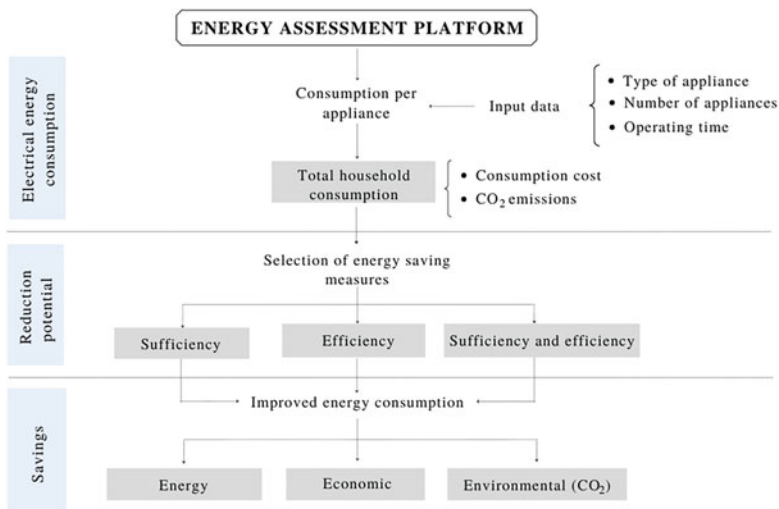 ENERGY ASSESSMENT PLATFORM
Electrical energy
consumption
Consumption per
appliance
Input data
• Type of appliance
• Number of appliances
• Operating time
Total household
consumption
• Consumption cost
• CO₂ emissions
Reduction
potential
Selection of energy saving
measures
Sufficiency
Efficiency
Sufficiency and efficiency
Savings
Improved energy consumption
Energy
Economic
Environmental (CO₂)